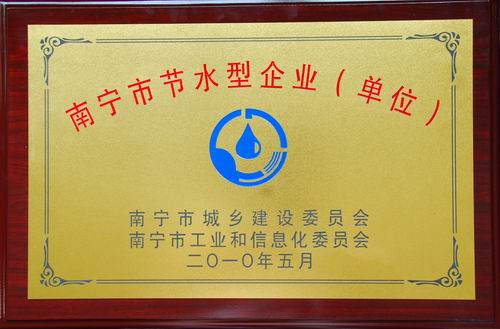 南宁市节水型企业（单位）
南宁市城乡建设委员会
南宁市工业和信息化委员会
二〇一〇年五月